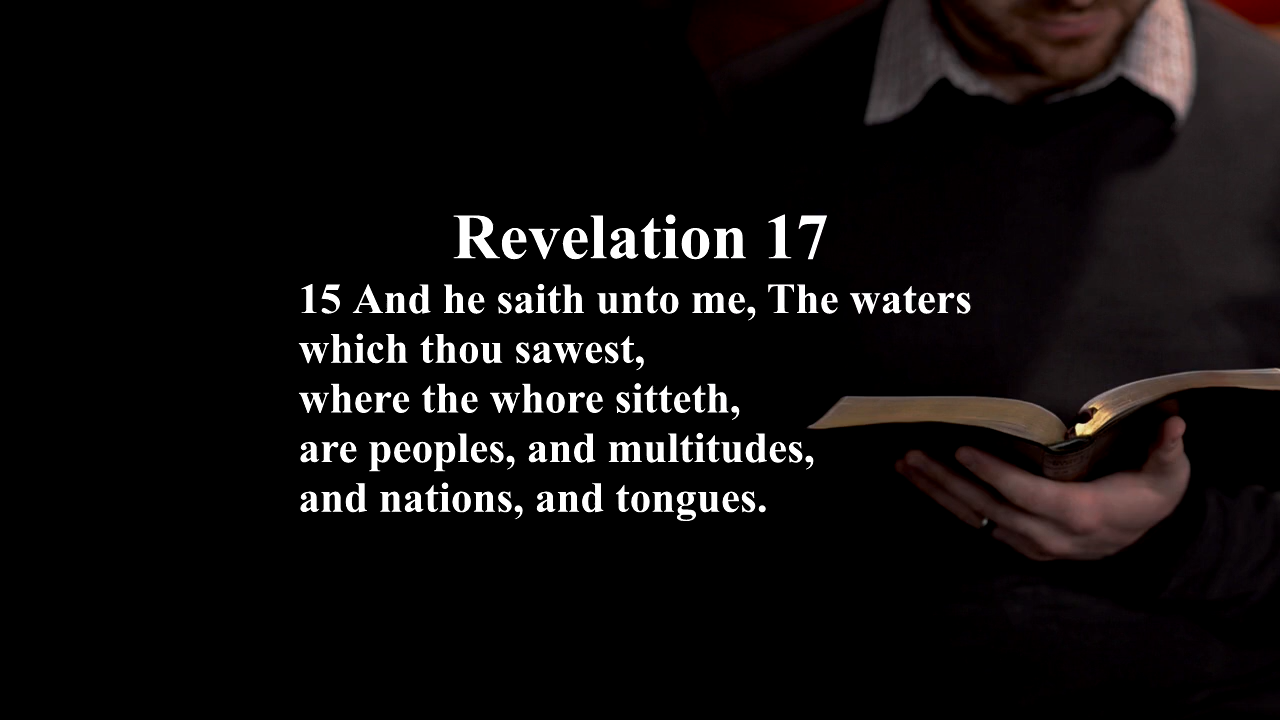 Revelation 17
15 And he saith unto me, The waters
which thou sawest,
where the whore sitteth,
are peoples, and multitudes,
and nations, and tongues.